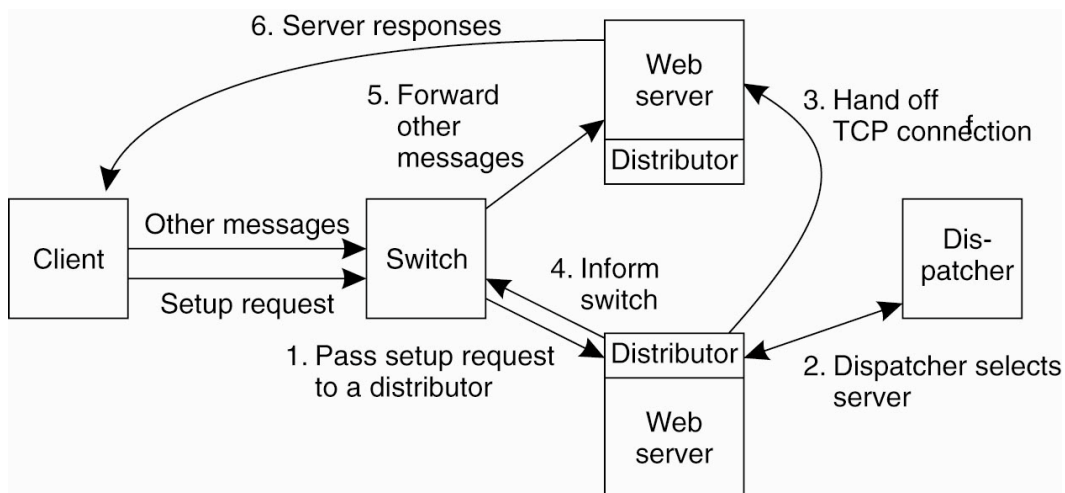 6. Server responses
Web
server
Distributor
5. Forward
other
messages
3. Hand off
TCP connection
f
Client
Other messages
Setup request
Switch
Dis-
patcher
4. Inform
switch
1. Pass setup request
to a distributor
Distributor
Web
server
2. Dispatcher selects
server